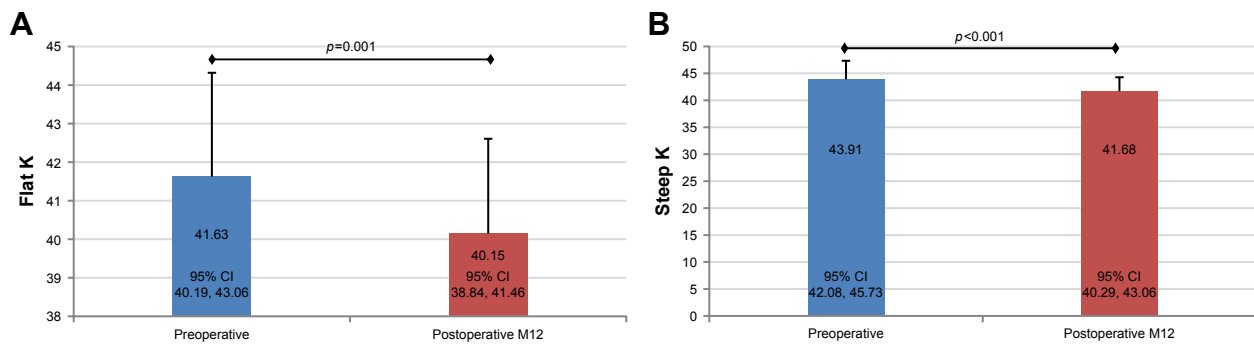 A
p=0.001
45
44
43
42
41
40
39
38
Flat K
41.63
95% CI
40.19, 43.06
40.15
95% CI
38.84, 41.46
Preoperative
Postoperative M12
B
p<0.001
50
45
40
35
30
25
20
15
10
5
0
Steep K
43.91
95% CI
42.08, 45.73
41.68
95% CI
40.29, 43.06
Preoperative
Postoperative M12